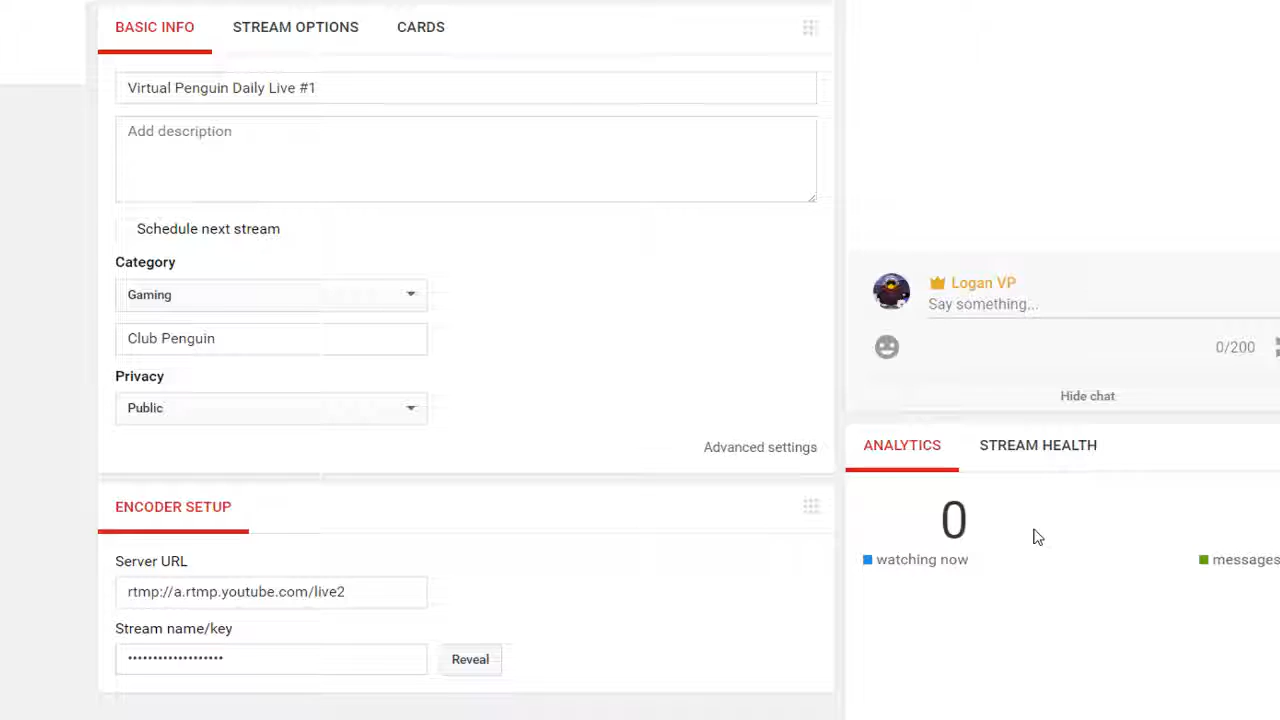 BASIC INFO STREAM OPTIONS CARDS
Virtual Penguin Daily Live #1
Add description
Schedule next stream
Category
Gaming
Club Penguin
Privacy
Public
Advanced settings
ENCODER SETUP
Server URL
rtmp://a.rtmp.youtube.com/live2
Stream name/key
•••••••••••••••••••
Reveal
Logan VP
Say something...
0/200
Hide chat
ANALYTICS STREAM HEALTH
0
watching now
messages